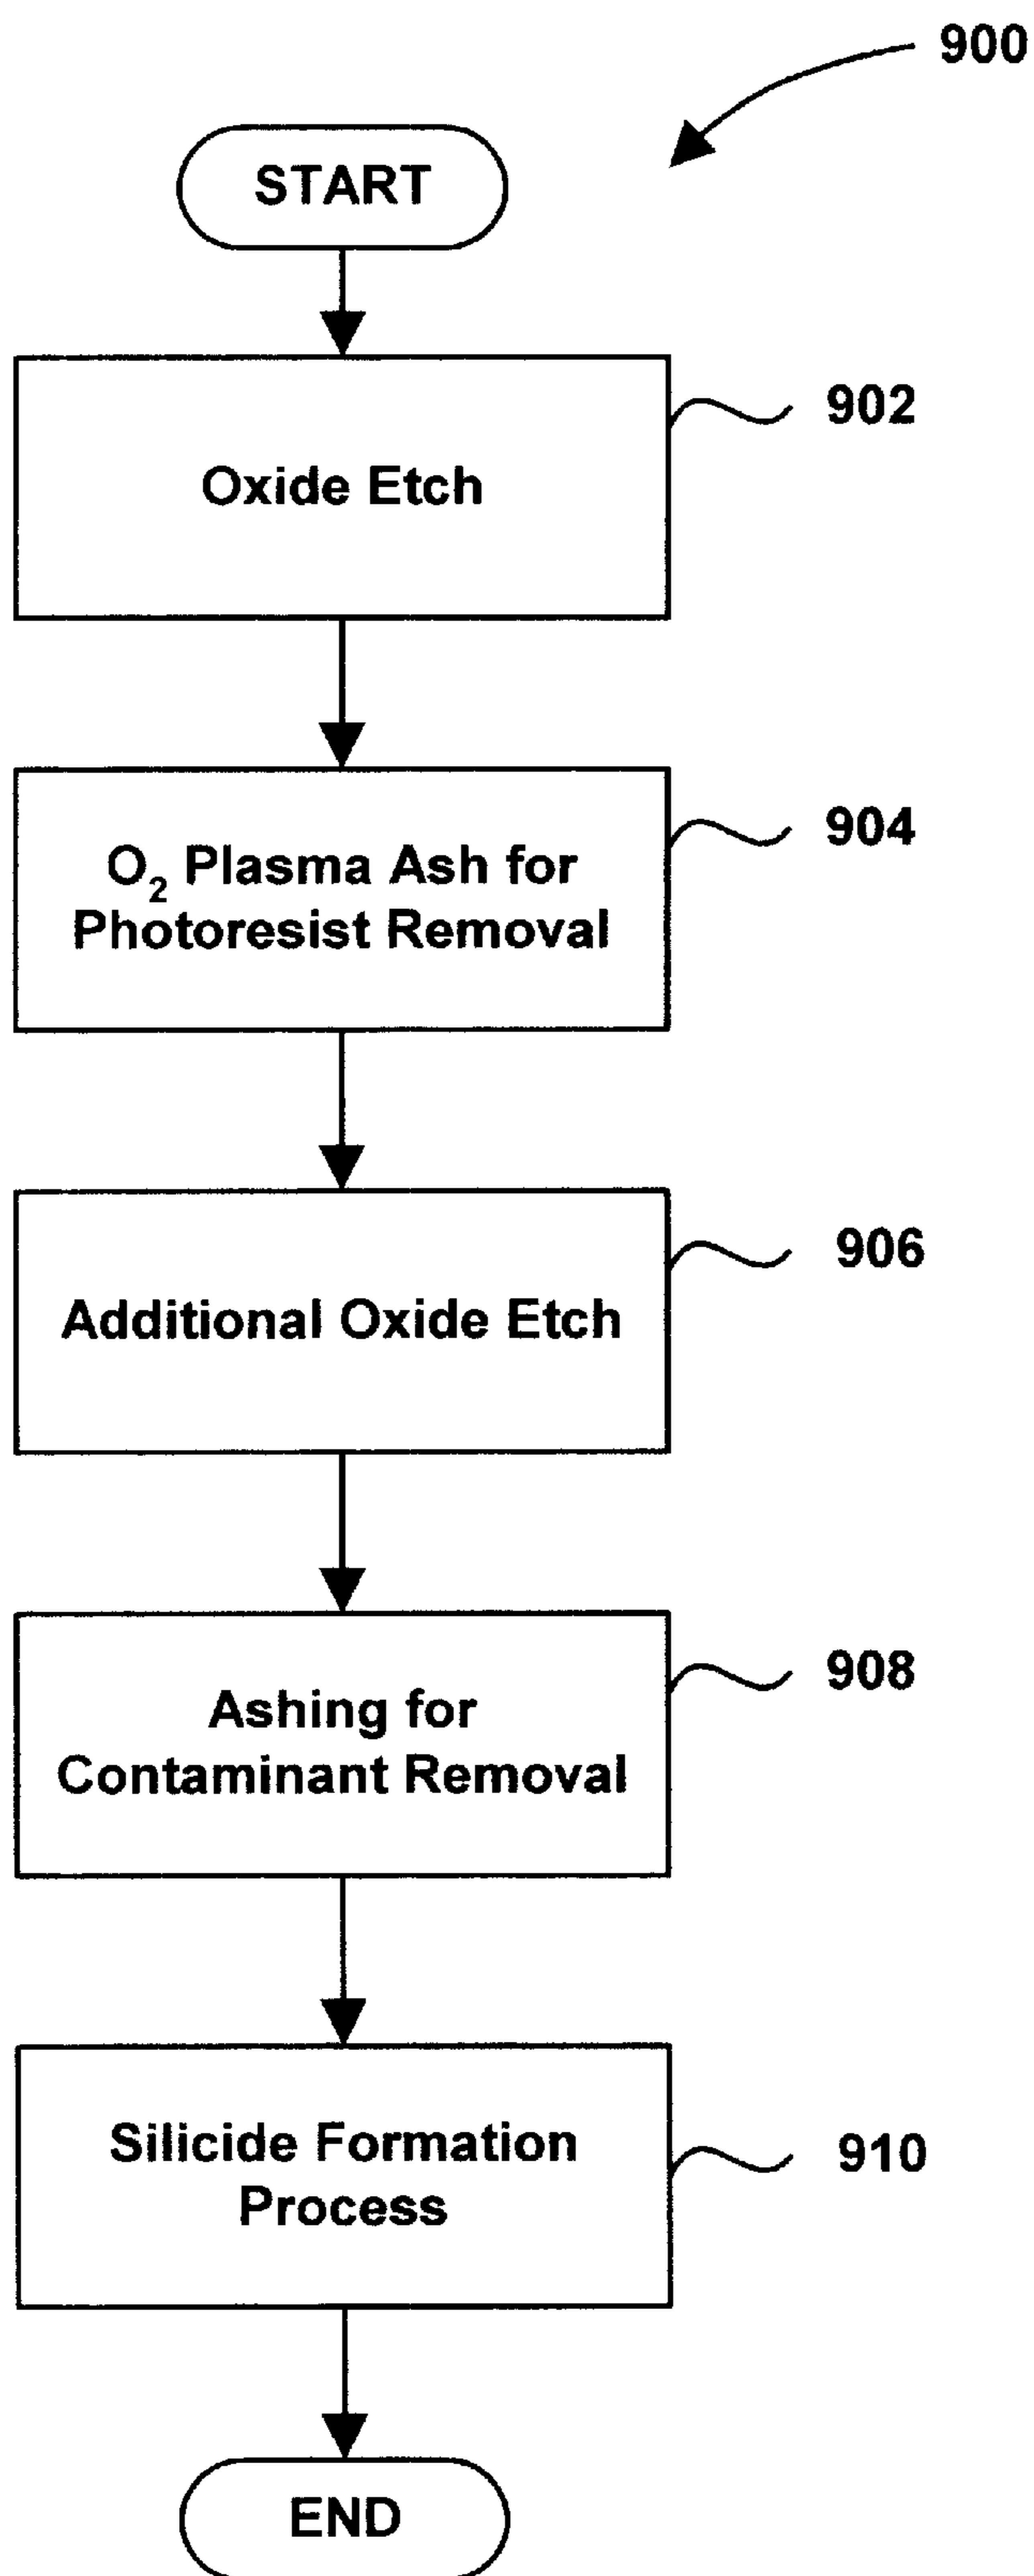 900
START
902
Oxide Etch
904
O₂ Plasma Ash for
Photoresist Removal
906
Additional Oxide Etch
908
Ashing for
Contaminant Removal
910
Silicide Formation
Process
END